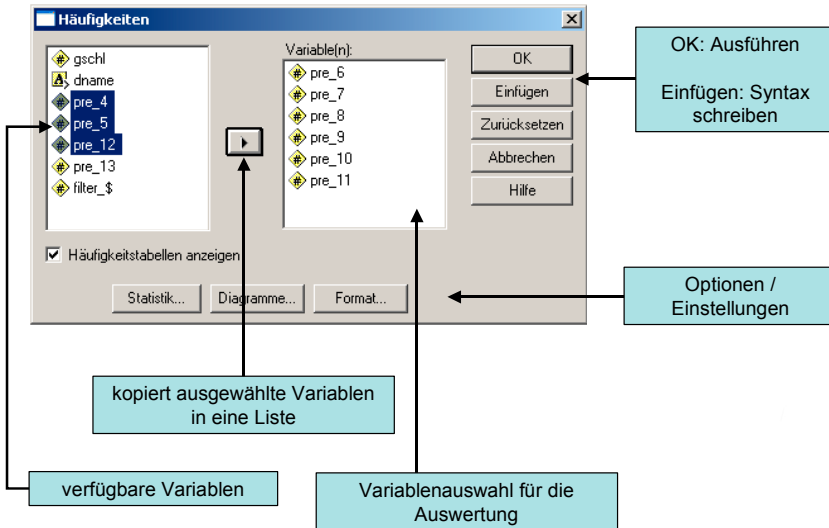 Häufigkeiten
gschl
dname
pre_4
pre_5
pre_12
pre_13
filter_$
Variable(n):
pre_6
pre_7
pre_8
pre_9
pre_10
pre_11
OK
Einfügen
Zurücksetzen
Abbrechen
Hilfe
Häufigkeitstabellen anzeigen
Statistik...
Diagramme...
Format...
OK: Ausführen
Einfügen: Syntax
schreiben
Optionen /
Einstellungen
kopiert ausgewählte Variablen
in eine Liste
verfügbare Variablen
Variablenauswahl für die
Auswertung